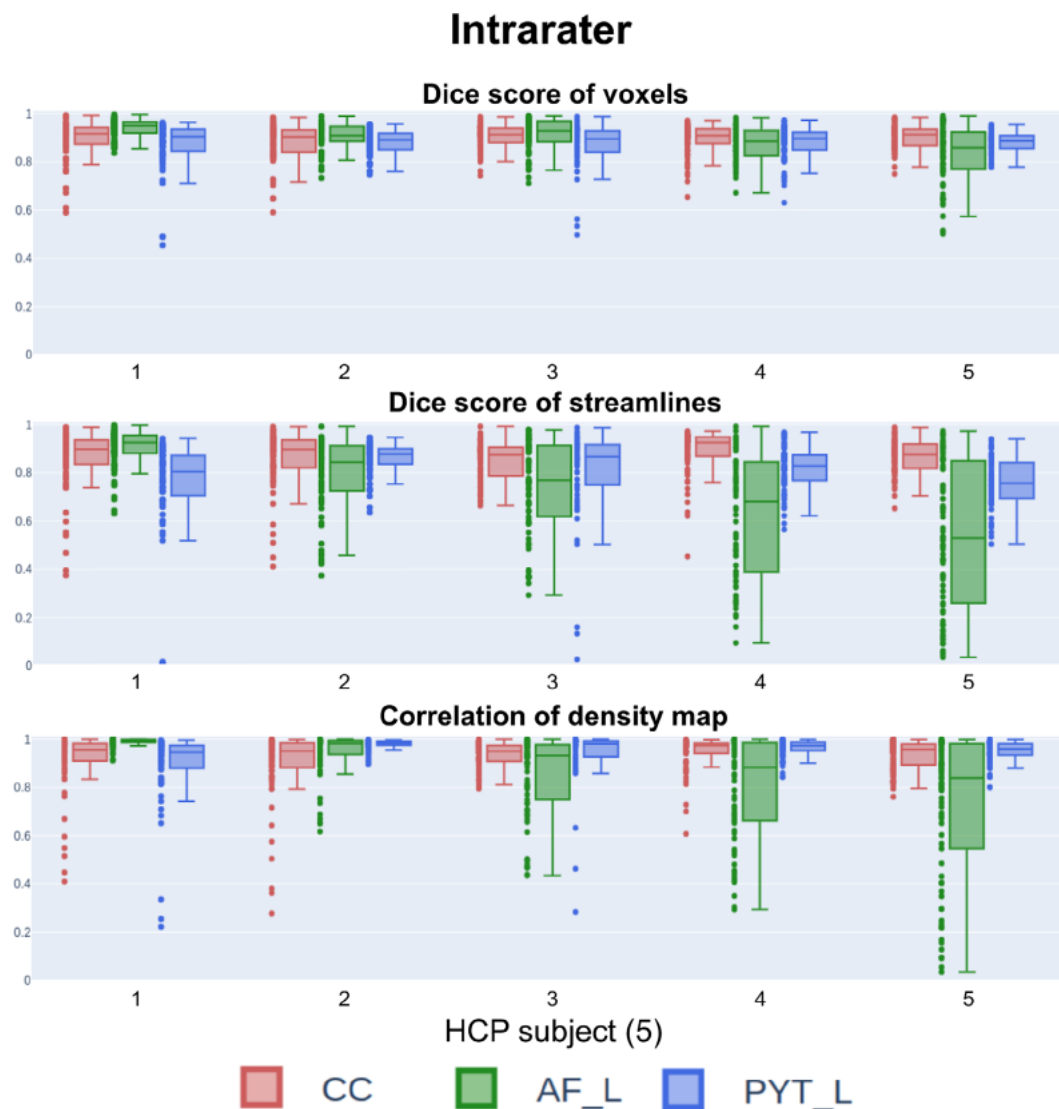 Intrarater
Dice score of voxels
1
0.8
0.6
0.4
0.2
0
1 2 3 4 5
Dice score of streamlines
1
0.8
0.6
0.4
0.2
0
1 2 3 4 5
Correlation of density map
1
0.8
0.6
0.4
0.2
0
1 2 3 4 5
HCP subject (5)
CC AF_L PYT_L